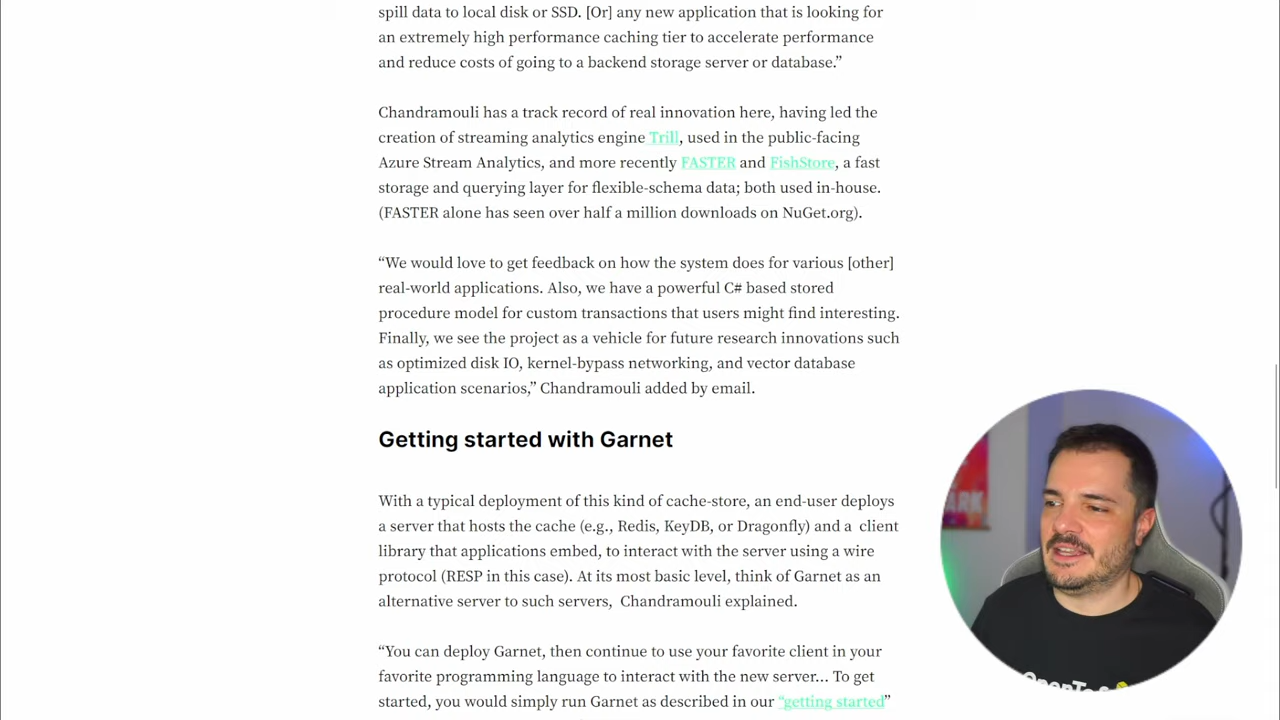 spill data to local disk or SSD. [Or] any new application that is looking for
an extremely high performance caching tier to accelerate performance
and reduce costs of going to a backend storage server or database.”
Chandramouli has a track record of real innovation here, having led the
creation of streaming analytics engine Trill, used in the public-facing
Azure Stream Analytics, and more recently FASTER and FishStore, a fast
storage and querying layer for flexible-schema data; both used in-house.
(FASTER alone has seen over half a million downloads on NuGet.org).
“We would love to get feedback on how the system does for various [other]
real-world applications. Also, we have a powerful C# based stored
procedure model for custom transactions that users might find interesting.
Finally, we see the project as a vehicle for future research innovations such
as optimized disk IO, kernel-bypass networking, and vector database
application scenarios,” Chandramouli added by email.
Getting started with Garnet
With a typical deployment of this kind of cache-store, an end-user deploys
a server that hosts the cache (e.g., Redis, KeyDB, or Dragonfly) and a client
library that applications embed, to interact with the server using a wire
protocol (RESP in this case). At its most basic level, think of Garnet as an
alternative server to such servers, Chandramouli explained.
“You can deploy Garnet, then continue to use your favorite client in your
favorite programming language to interact with the new server… To get
started, you would simply run Garnet as described in our “getting started”